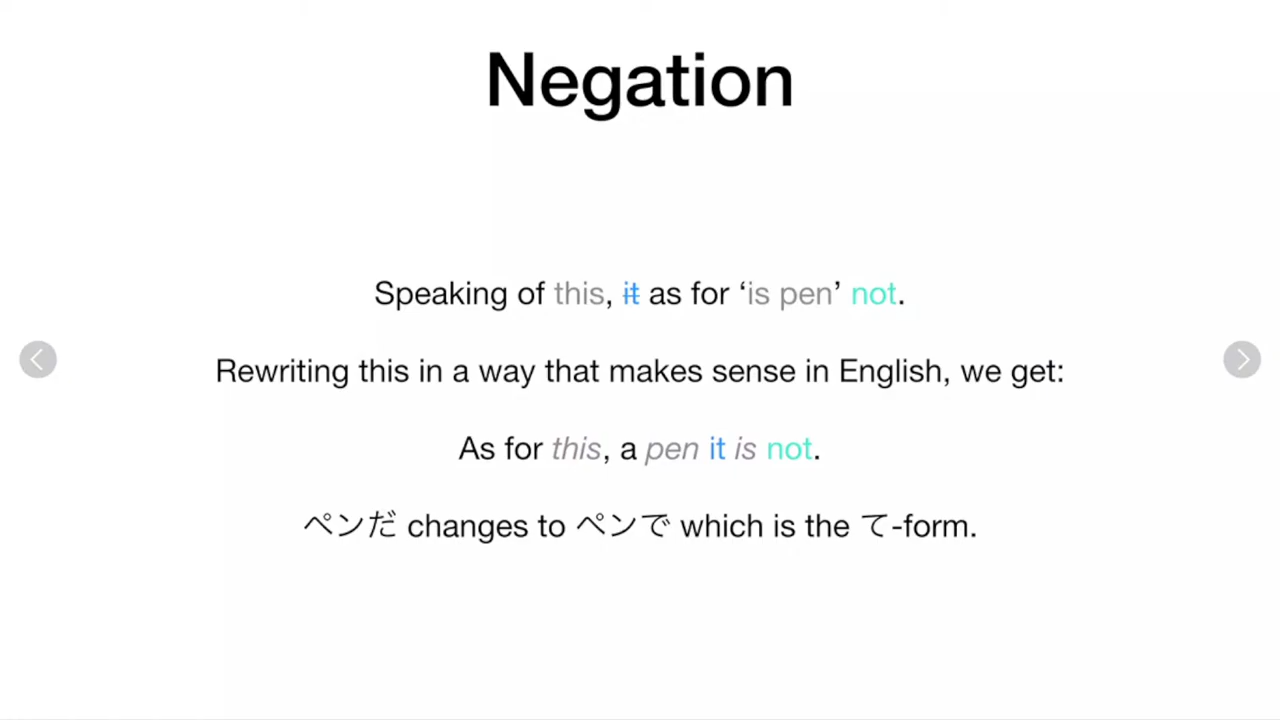 Negation
Speaking of this, it as for ‘is pen’ not.
Rewriting this in a way that makes sense in English, we get:
As for this, a pen it is not.
ペンだ changes to ペンで which is the て-form.